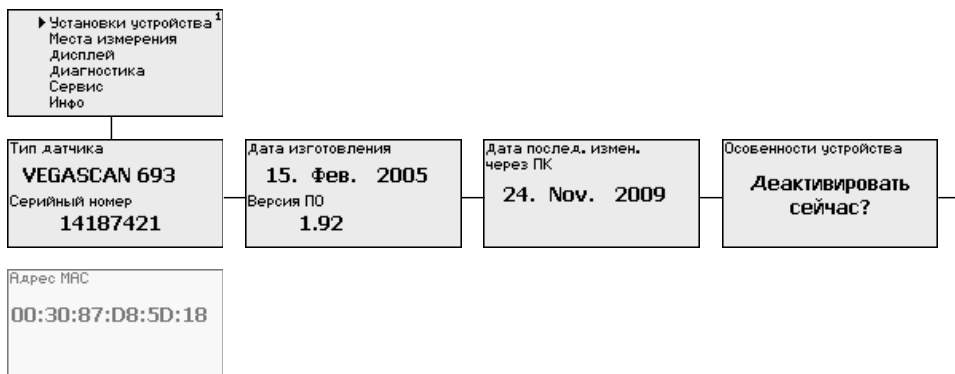 Установки устройства 1
Места измерения
Дисплей
Диагностика
Сервис
Инфо
Тип датчика
VEGASCAN 693
Серийный номер
14187421
Дата изготовления
15. Фев. 2005
Версия ПО
1.92
Дата послед. измен.
через ПК
24. Nov. 2009
Особенности устройства
Деактивировать
сейчас?
Адрес MAC
00:30:87:D8:5D:18